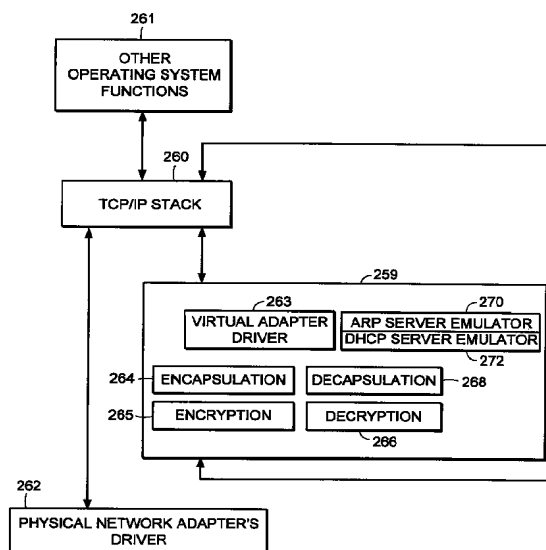 261
OTHER
OPERATING SYSTEM
FUNCTIONS
260
TCP/IP STACK
259
263
VIRTUAL ADAPTER
DRIVER
270
ARP SERVER EMULATOR
DHCP SERVER EMULATOR
272
264
ENCAPSULATION
DECAPSULATION
268
265
ENCRYPTION
DECRYPTION
266
262
PHYSICAL NETWORK ADAPTER'S
DRIVER